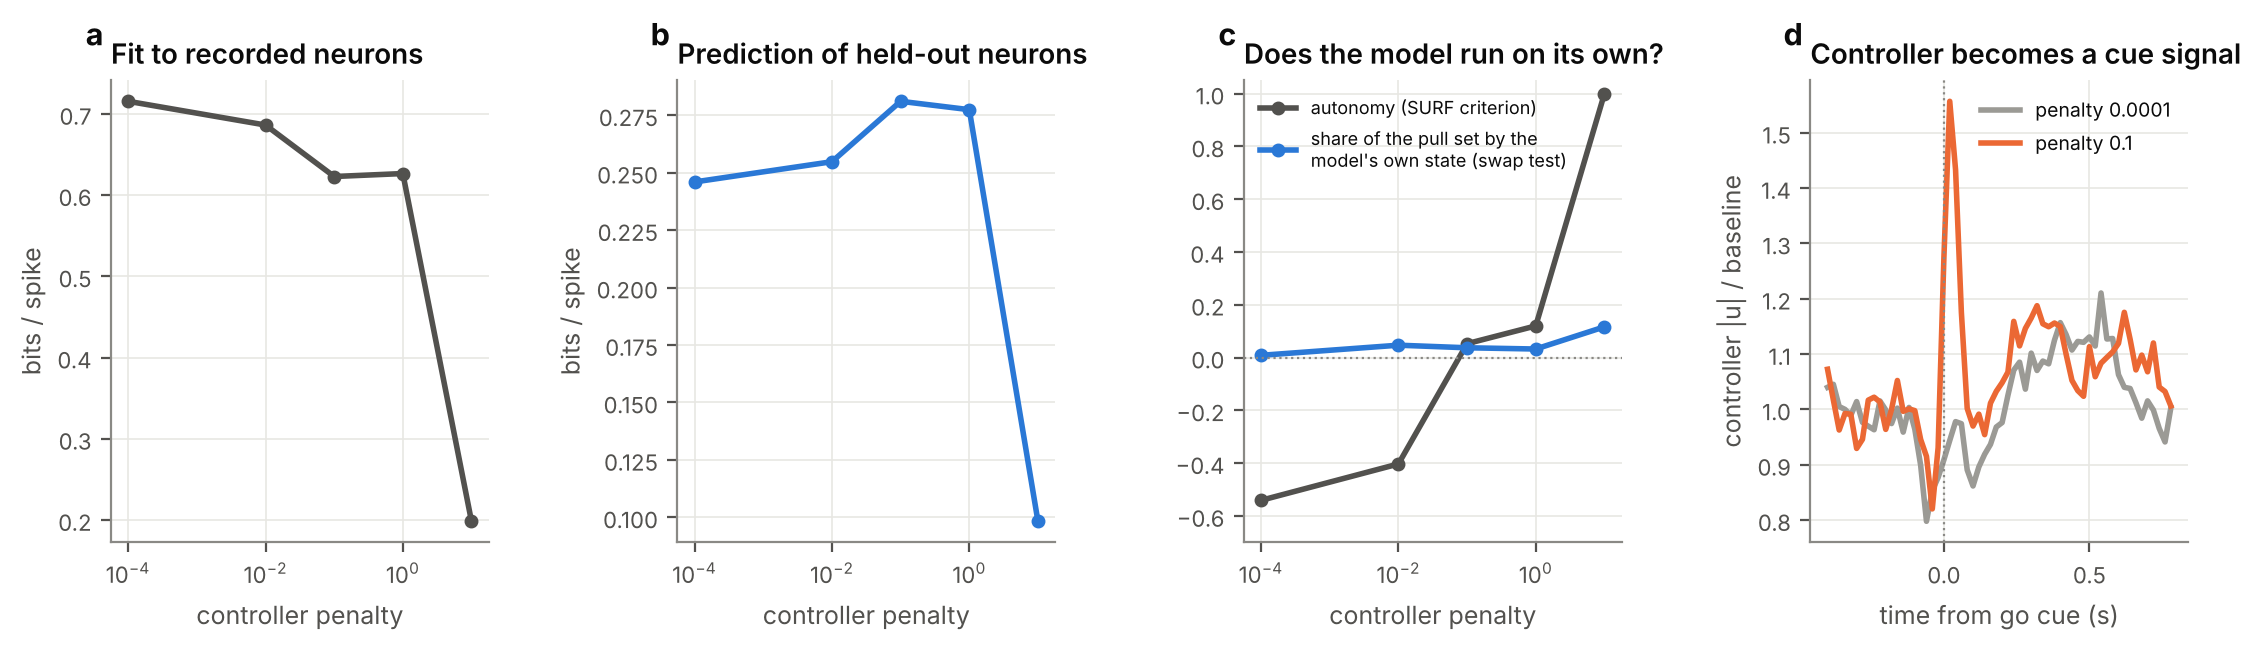 a
Fit to recorded neurons
bits / spike
0.7
0.6
0.5
0.4
0.3
0.2
10⁻⁴
10⁻²
10⁰
controller penalty
b
Prediction of held-out neurons
bits / spike
0.275
0.250
0.225
0.200
0.175
0.150
0.125
0.100
10⁻⁴
10⁻²
10⁰
controller penalty
c
Does the model run on its own?
autonomy (SURF criterion)
share of the pull set by the
model's own state (swap test)
1.0
0.8
0.6
0.4
0.2
0.0
−0.2
−0.4
−0.6
10⁻⁴
10⁻²
10⁰
controller penalty
d
Controller becomes a cue signal
penalty 0.0001
penalty 0.1
controller |u| / baseline
1.5
1.4
1.3
1.2
1.1
1.0
0.9
0.8
0.0
0.5
time from go cue (s)